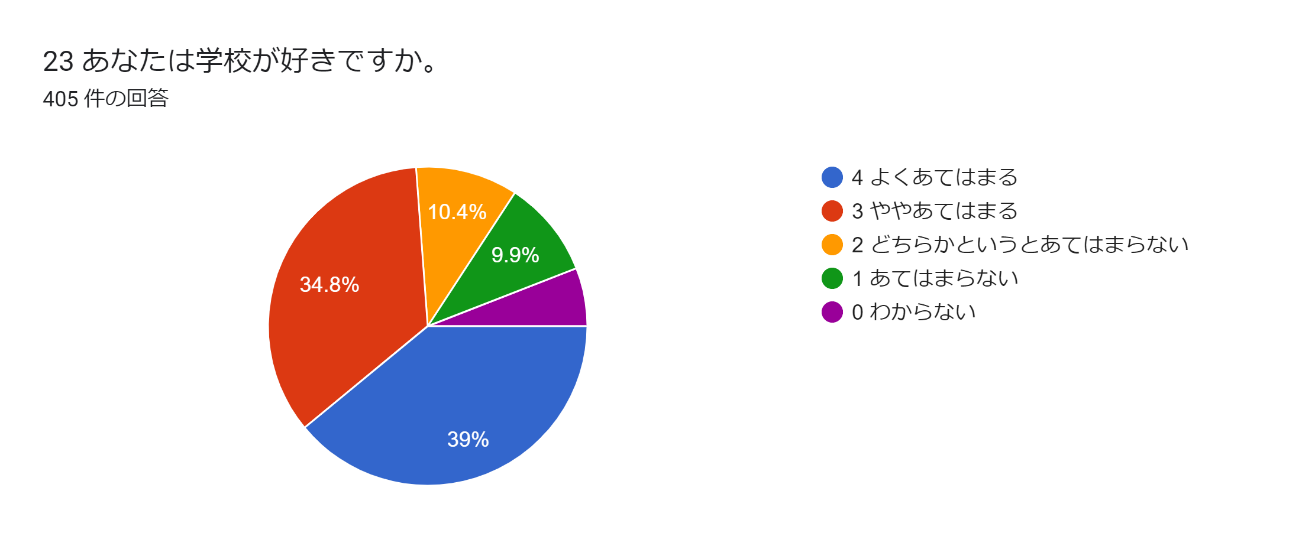 23 あなたは学校が好きですか。
405 件の回答
4 よくあてはまる
3 ややあてはまる
2 どちらかというとあてはまらない
1 あてはまらない
0 わからない
10.4%
9.9%
34.8%
39%